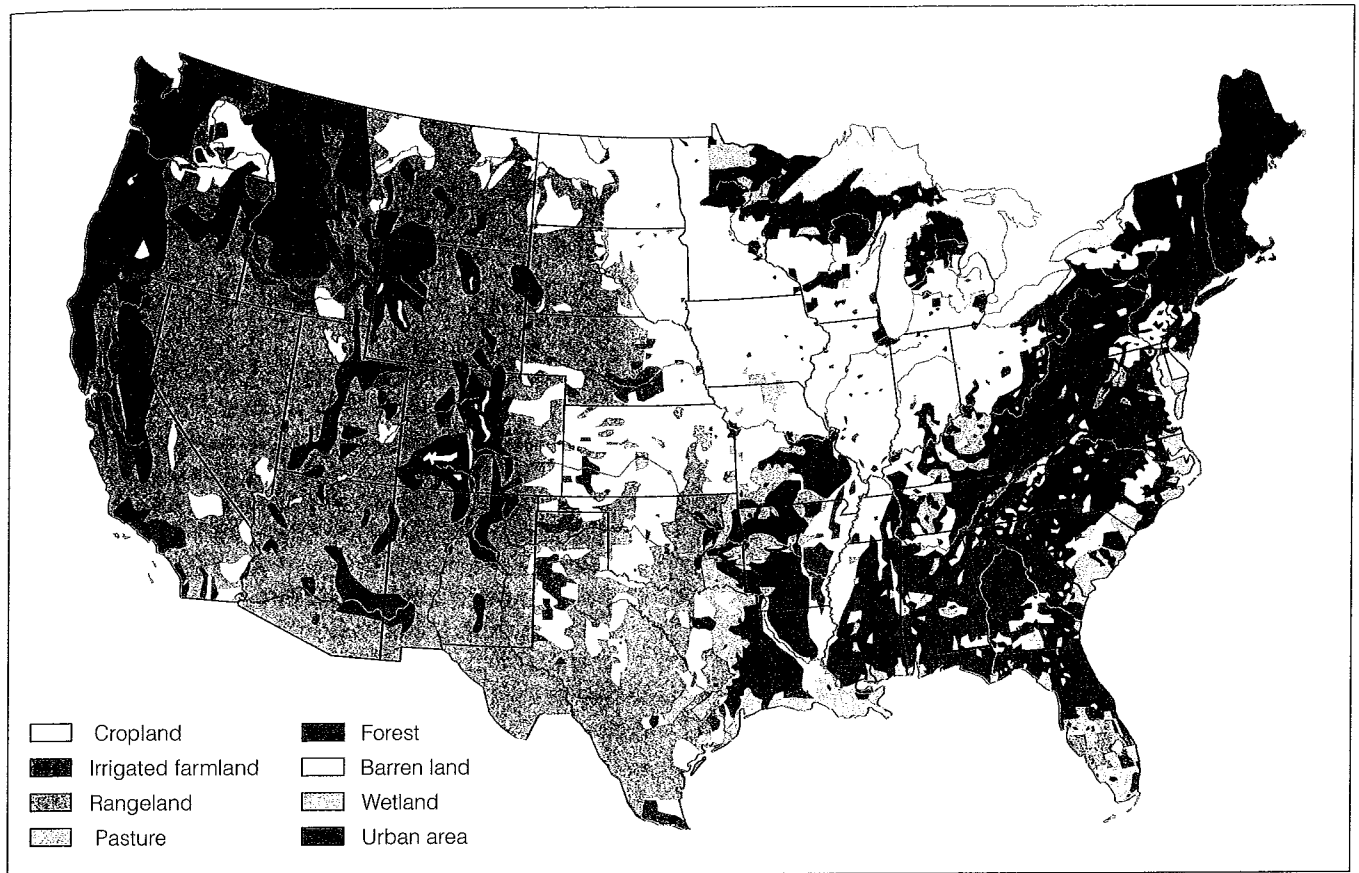 Cropland
Irrigated farmland
Rangeland
Pasture
Forest
Barren land
Wetland
Urban area